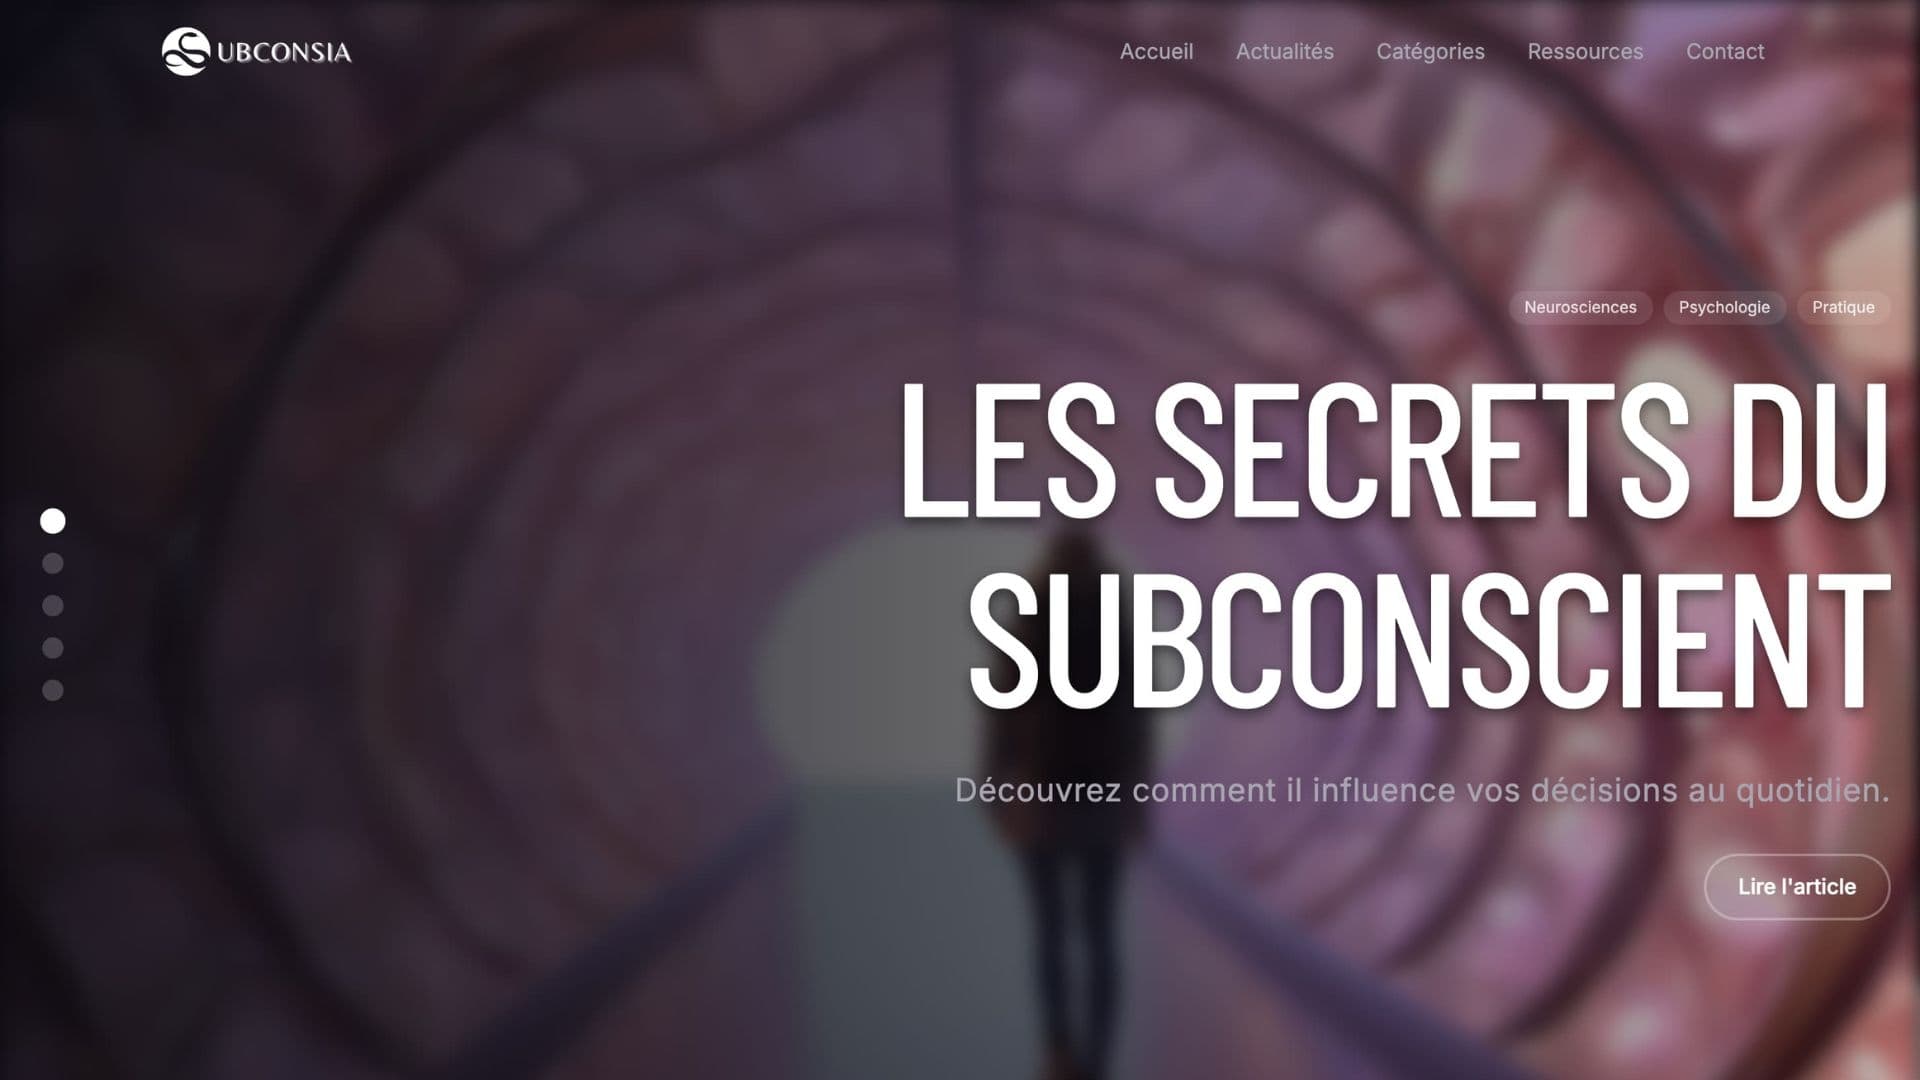 SUBCONSIA
Accueil Actualités Catégories Ressources Contact
Neurosciences Psychologie Pratique
LES SECRETS DU
SUBCONSCIENT
Découvrez comment il influence vos décisions au quotidien.
Lire l'article